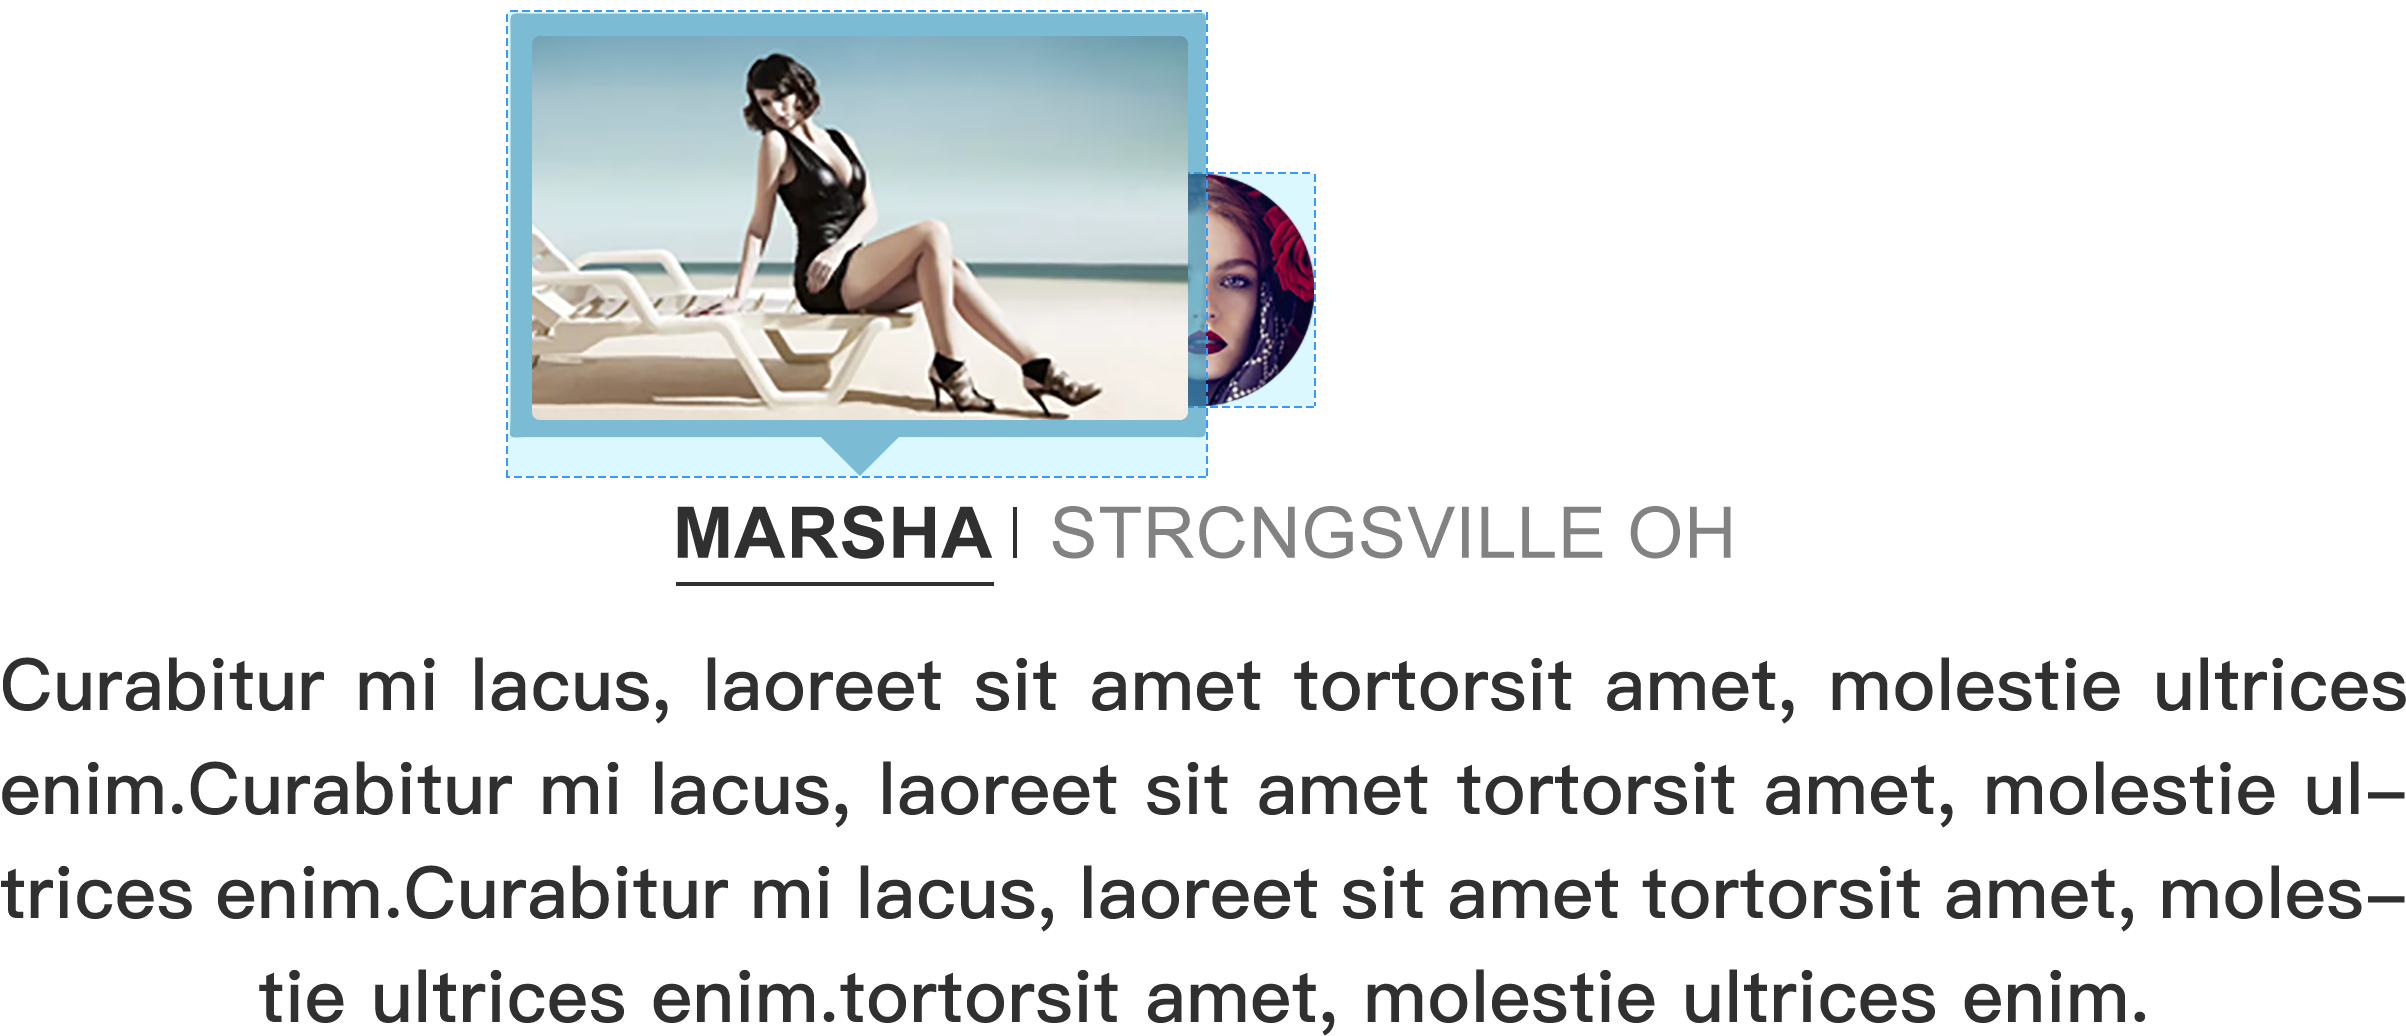 MARSHA | STRCNGSVILLE OH
Curabitur mi lacus, laoreet sit amet tortorsit amet, molestie ultrices
enim.Curabitur mi lacus, laoreet sit amet tortorsit amet, molestie ul-
trices enim.Curabitur mi lacus, laoreet sit amet tortorsit amet, moles-
tie ultrices enim.tortorsit amet, molestie ultrices enim.